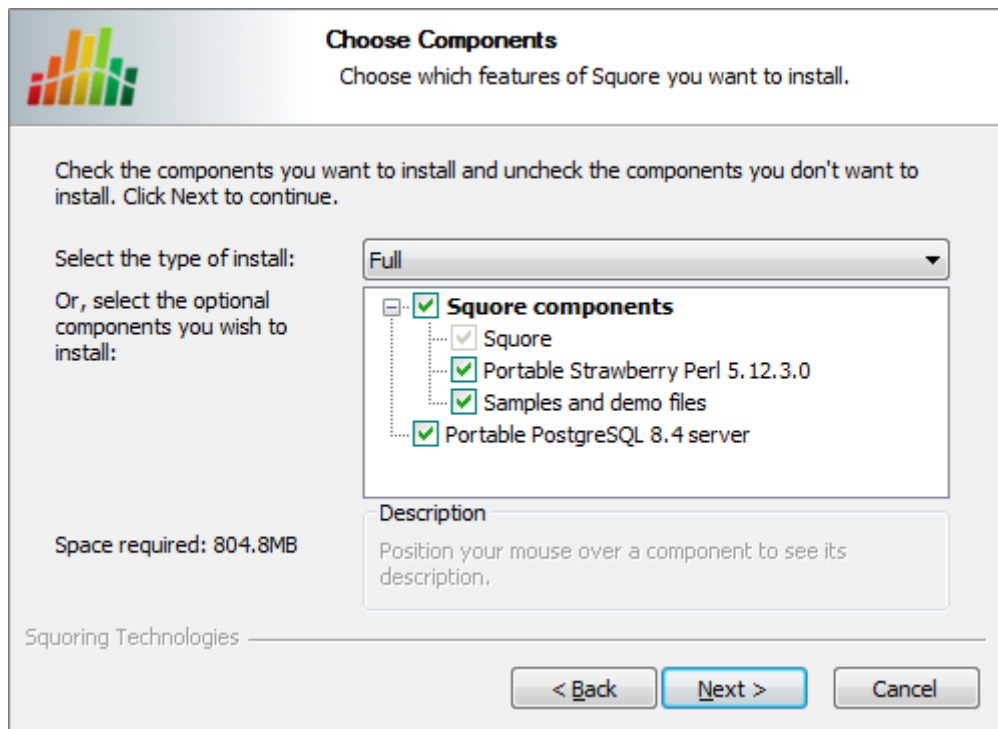 Choose Components
Choose which features of Squore you want to install.
Check the components you want to install and uncheck the components you don't want to
install. Click Next to continue.
Select the type of install:
Full
Or, select the optional
components you wish to
install:
Squore components
Squore
Portable Strawberry Perl 5.12.3.0
Samples and demo files
Portable PostgreSQL 8.4 server
Space required: 804.8MB
Description
Position your mouse over a component to see its
description.
Squoring Technologies
< Back
Next >
Cancel